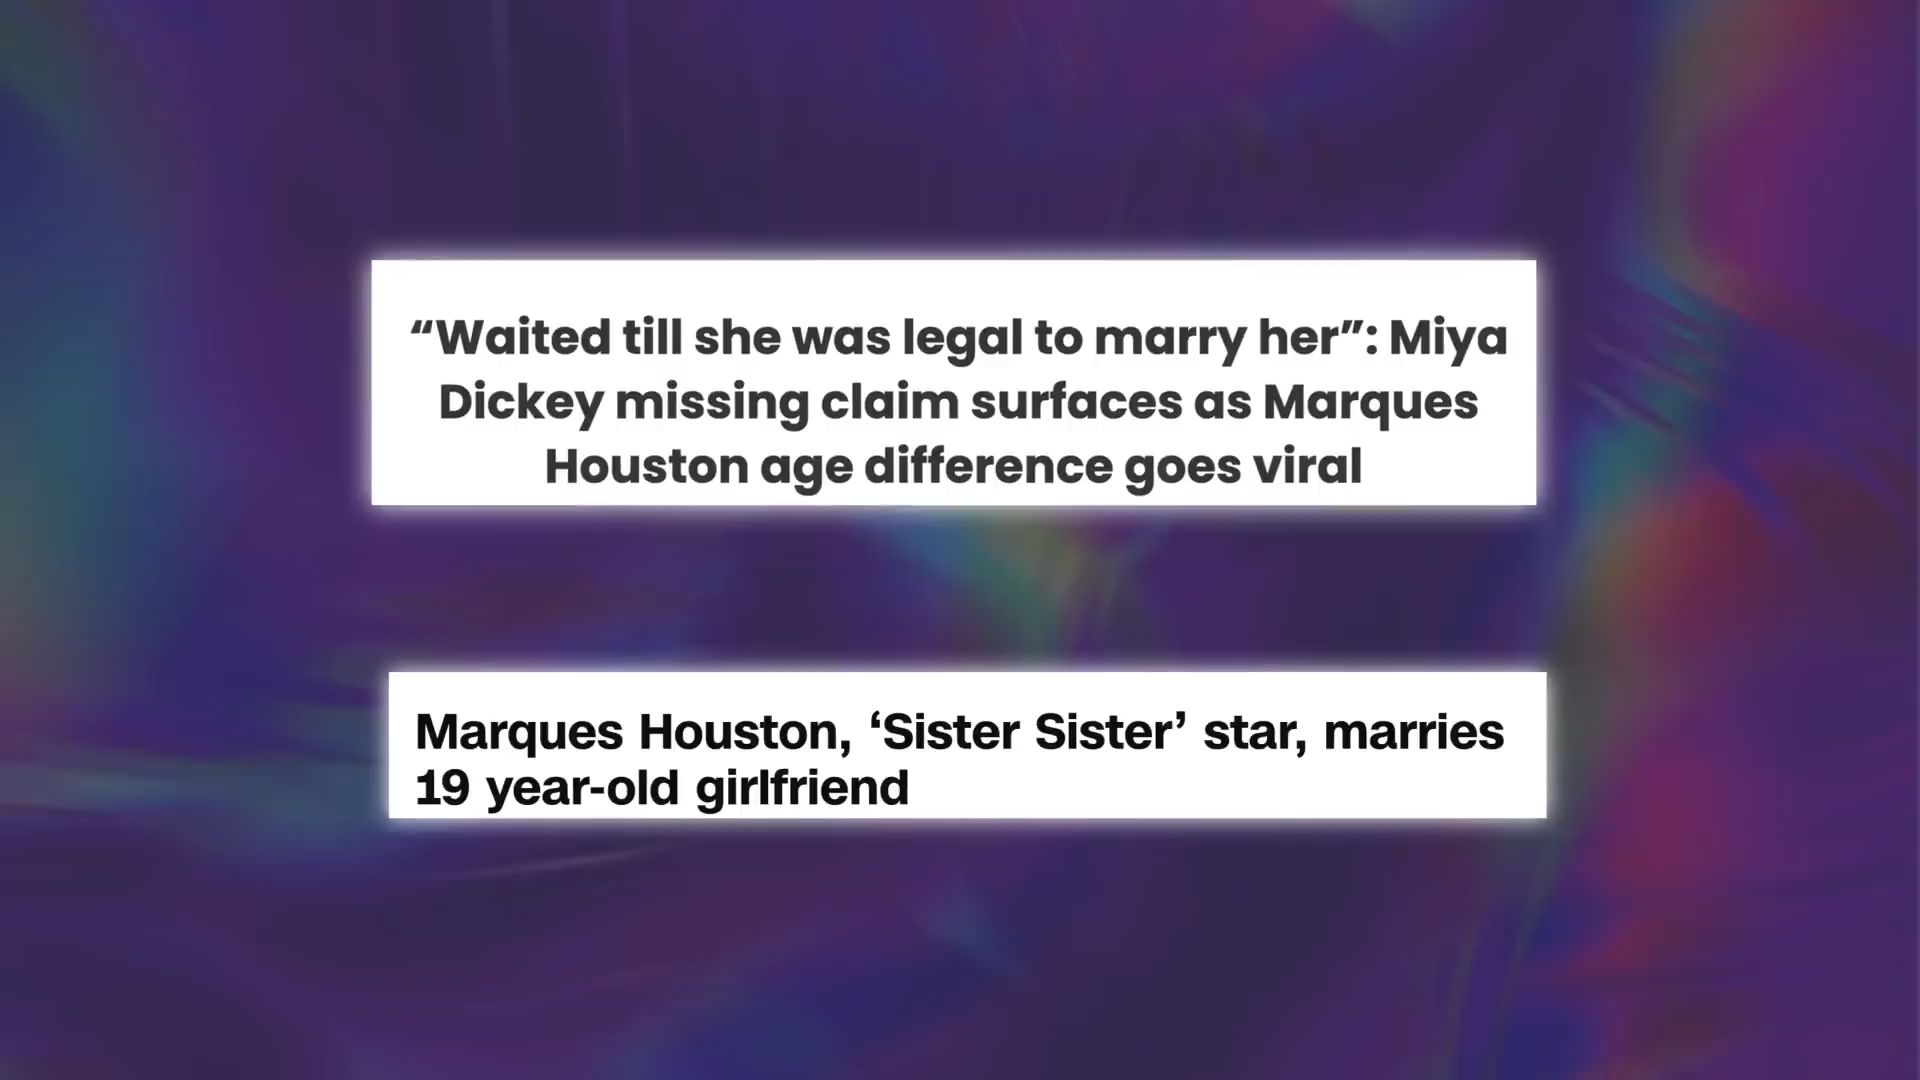 “Waited till she was legal to marry her”: Miya
Dickey missing claim surfaces as Marques
Houston age difference goes viral
Marques Houston, ‘Sister Sister’ star, marries
19 year-old girlfriend